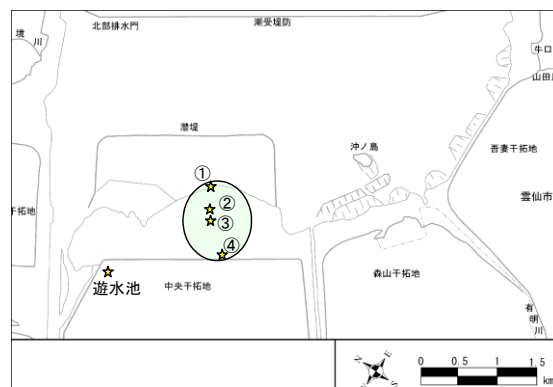 境
川
北部排水門
潮受堤防
牛口
山田
潜堤
沖ノ島
吾妻干拓地
①
雲仙市
②
③
干拓地
④
遊水池
中央干拓地
森山干拓地
有
明
川
N
E
S
W
0 0.5 1 1.5
km